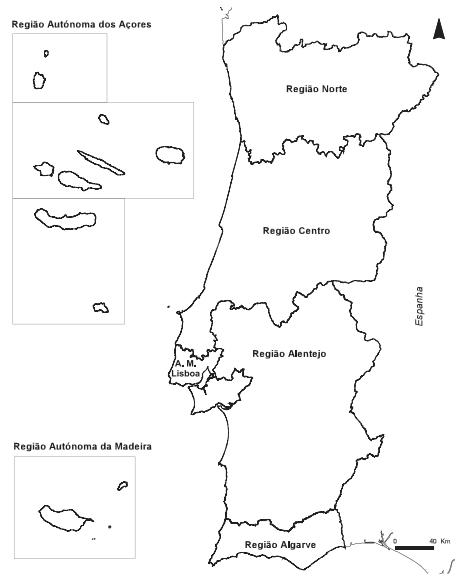 Região Autónoma dos Açores
Região Norte
Região Centro
Espanha
Região Alentejo
A. M.
Lisboa
Região Autónoma da Madeira
Região Algarve
0 40 Km